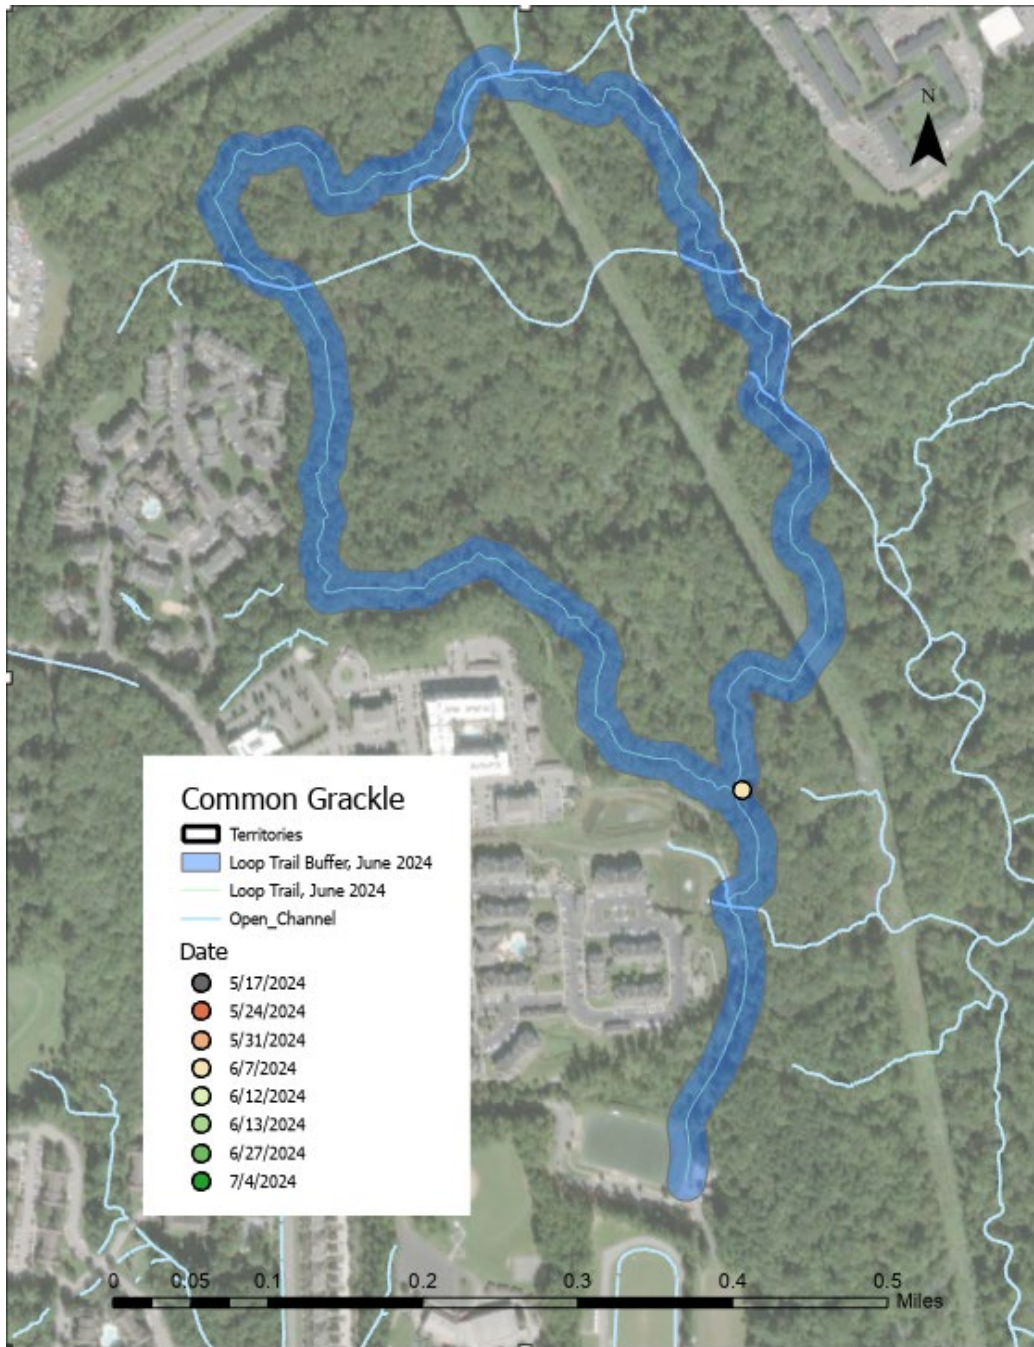 N
Common Grackle
Territories
Loop Trail Buffer, June 2024
Loop Trail, June 2024
Open_Channel
Date
5/17/2024
5/24/2024
5/31/2024
6/7/2024
6/12/2024
6/13/2024
6/27/2024
7/4/2024
0 0.05 0.1 0.2 0.3 0.4 0.5
Miles